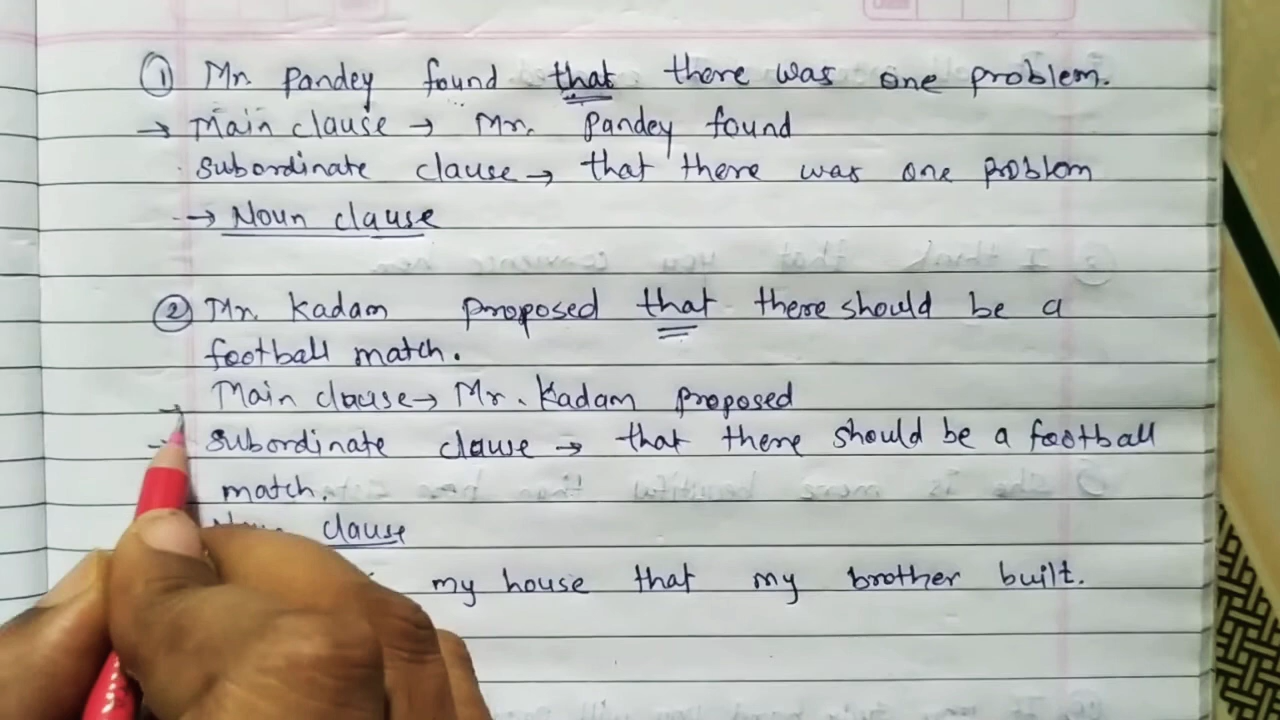 ① Mr. Pandey found that there was one problem.
→ Main clause → Mr. Pandey found
Subordinate clause → that there was one problem
→ Noun clause
② Mr. Kadam proposed that there should be a
football match.
Main clause → Mr. Kadam proposed
→ Subordinate clause → that there should be a football
match.
clause
my house that my brother built.